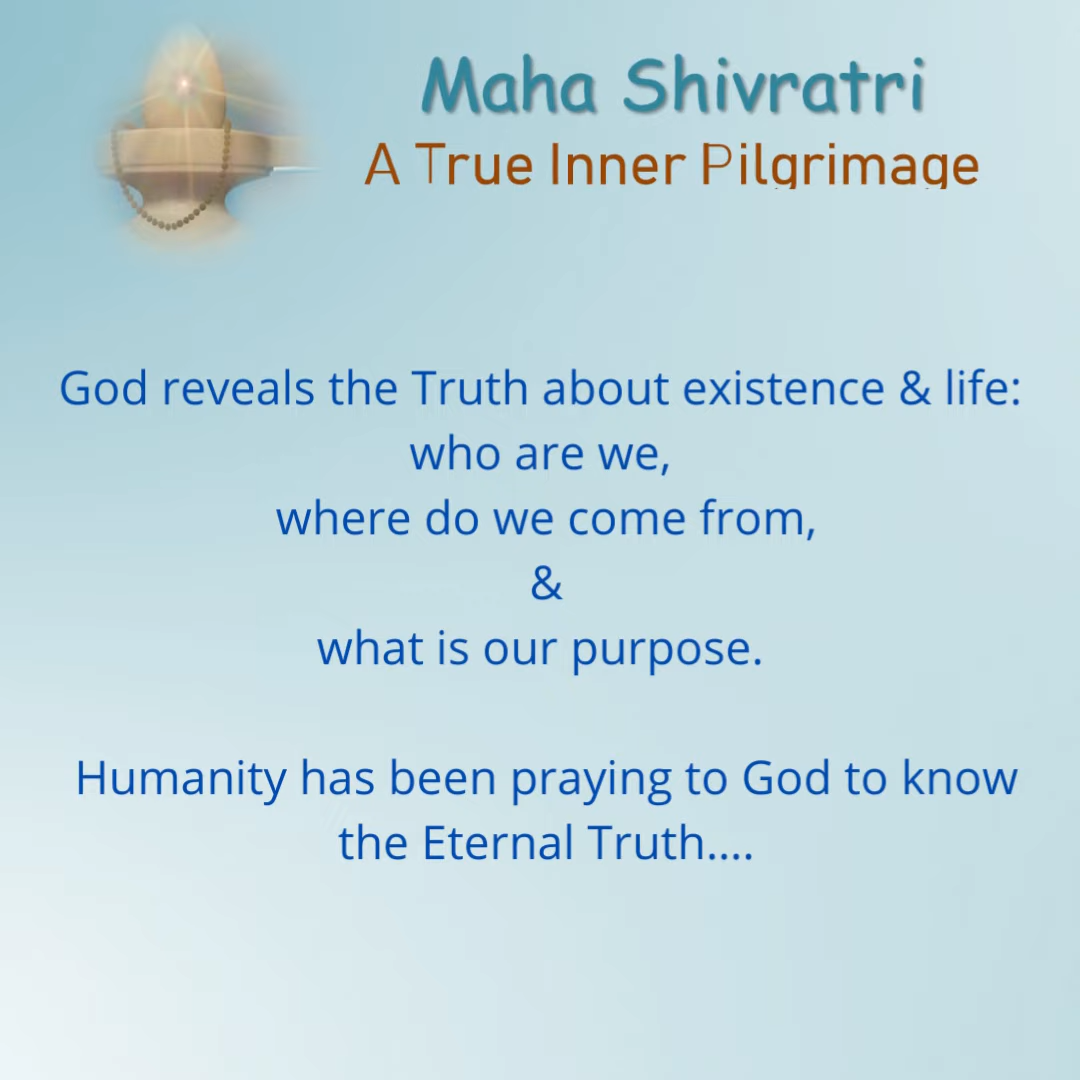 Maha Shivratri
A True Inner Pilgrimage
God reveals the Truth about existence & life:
who are we,
where do we come from,
&
what is our purpose.
Humanity has been praying to God to know
the Eternal Truth....